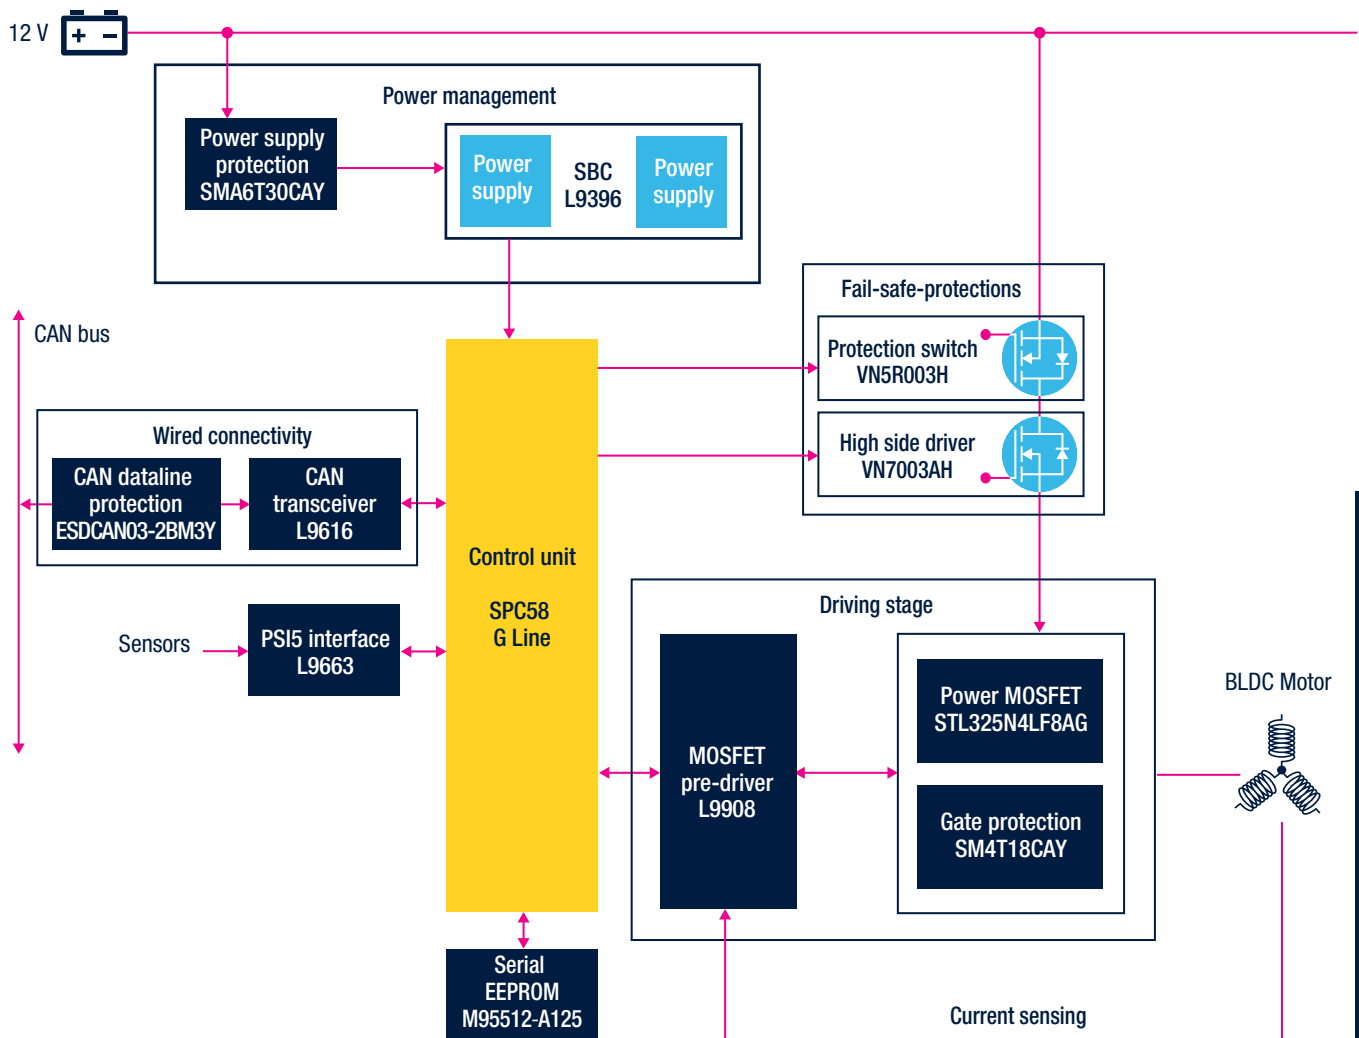 12 V
+ −
Power management
Power supply
protection
SMA6T30CAY
Power
supply
SBC
L9396
Power
supply
Fail-safe-protections
Protection switch
VN5R003H
High side driver
VN7003AH
CAN bus
Wired connectivity
CAN dataline
protection
ESDCAN03-2BM3Y
CAN
transceiver
L9616
Control unit
SPC58
G Line
Sensors
PSI5 interface
L9663
Driving stage
MOSFET
pre-driver
L9908
Power MOSFET
STL325N4LF8AG
Gate protection
SM4T18CAY
BLDC Motor
Serial
EEPROM
M95512-A125
Current sensing